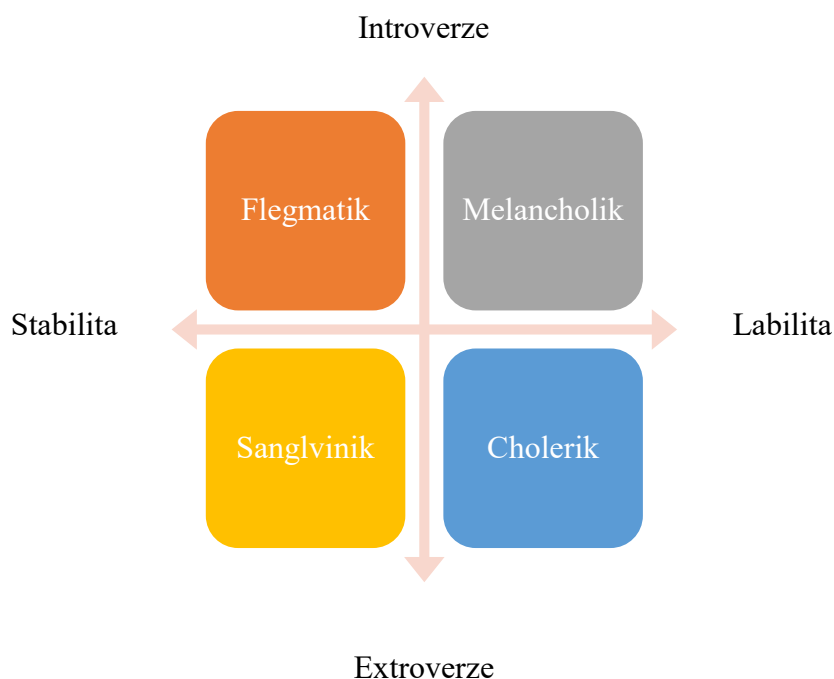 Introverze
Flegmatik
Melancholik
Stabilita
Labilita
Sanglvinik
Cholerik
Extroverze